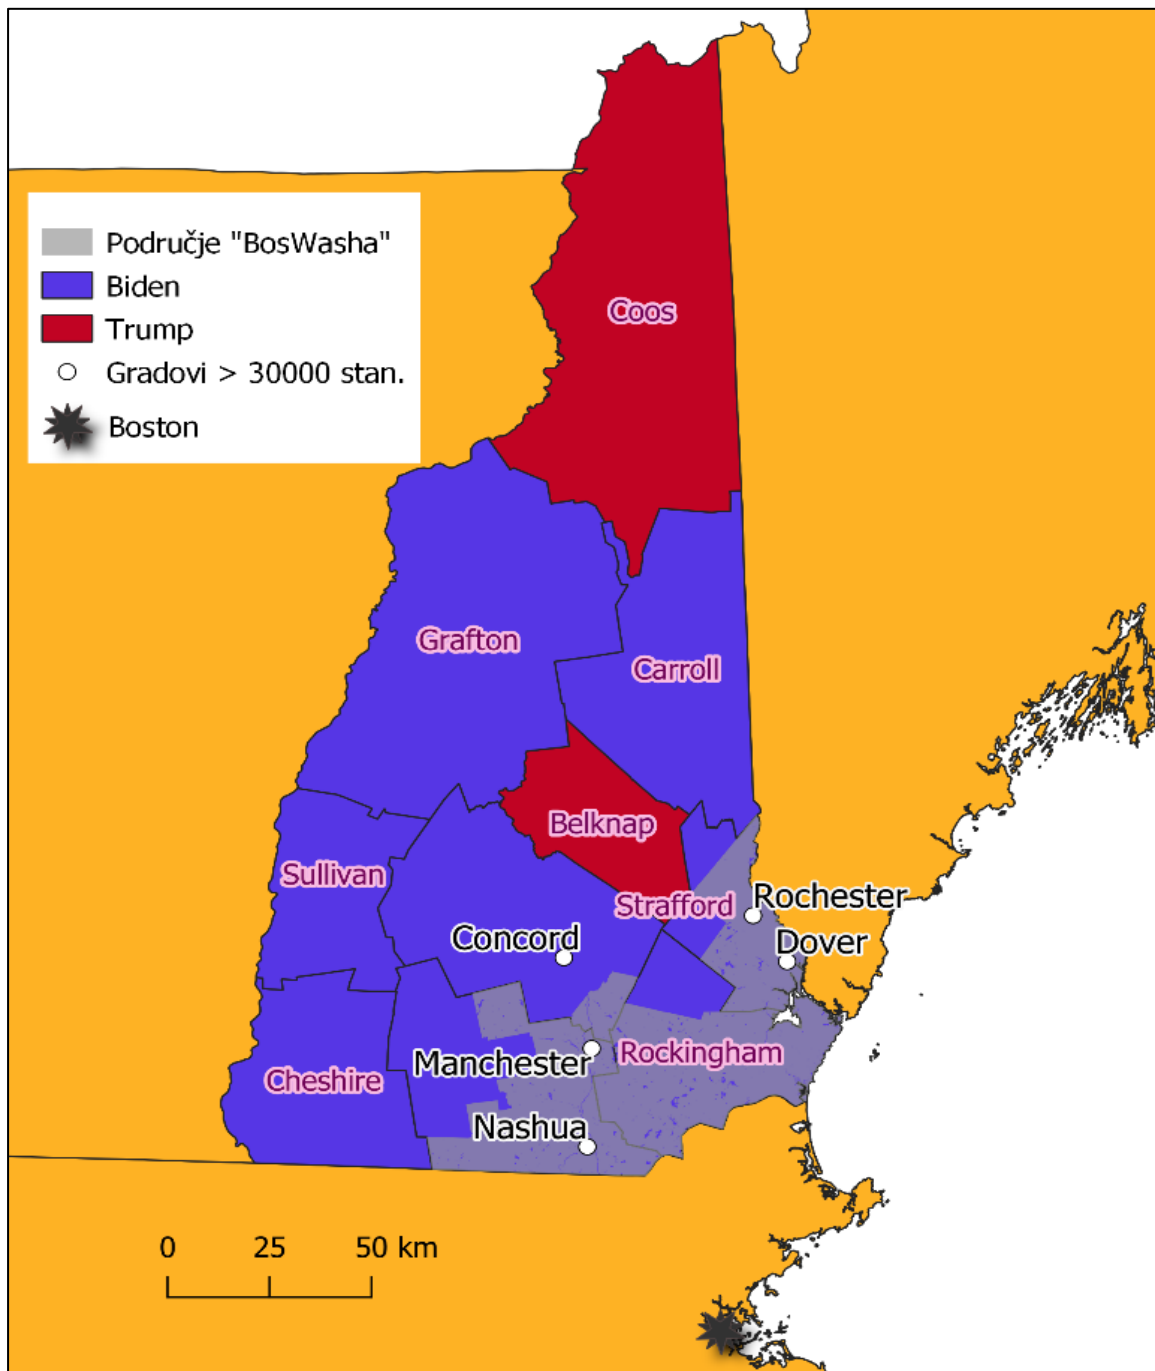 Područje "BosWasha"
Biden
Trump
Gradovi > 30000 stan.
Boston
Coos
Grafton
Carroll
Belknap
Sullivan
Strafford
Rochester
Concord
Dover
Manchester
Rockingham
Cheshire
Nashua
0 25 50 km